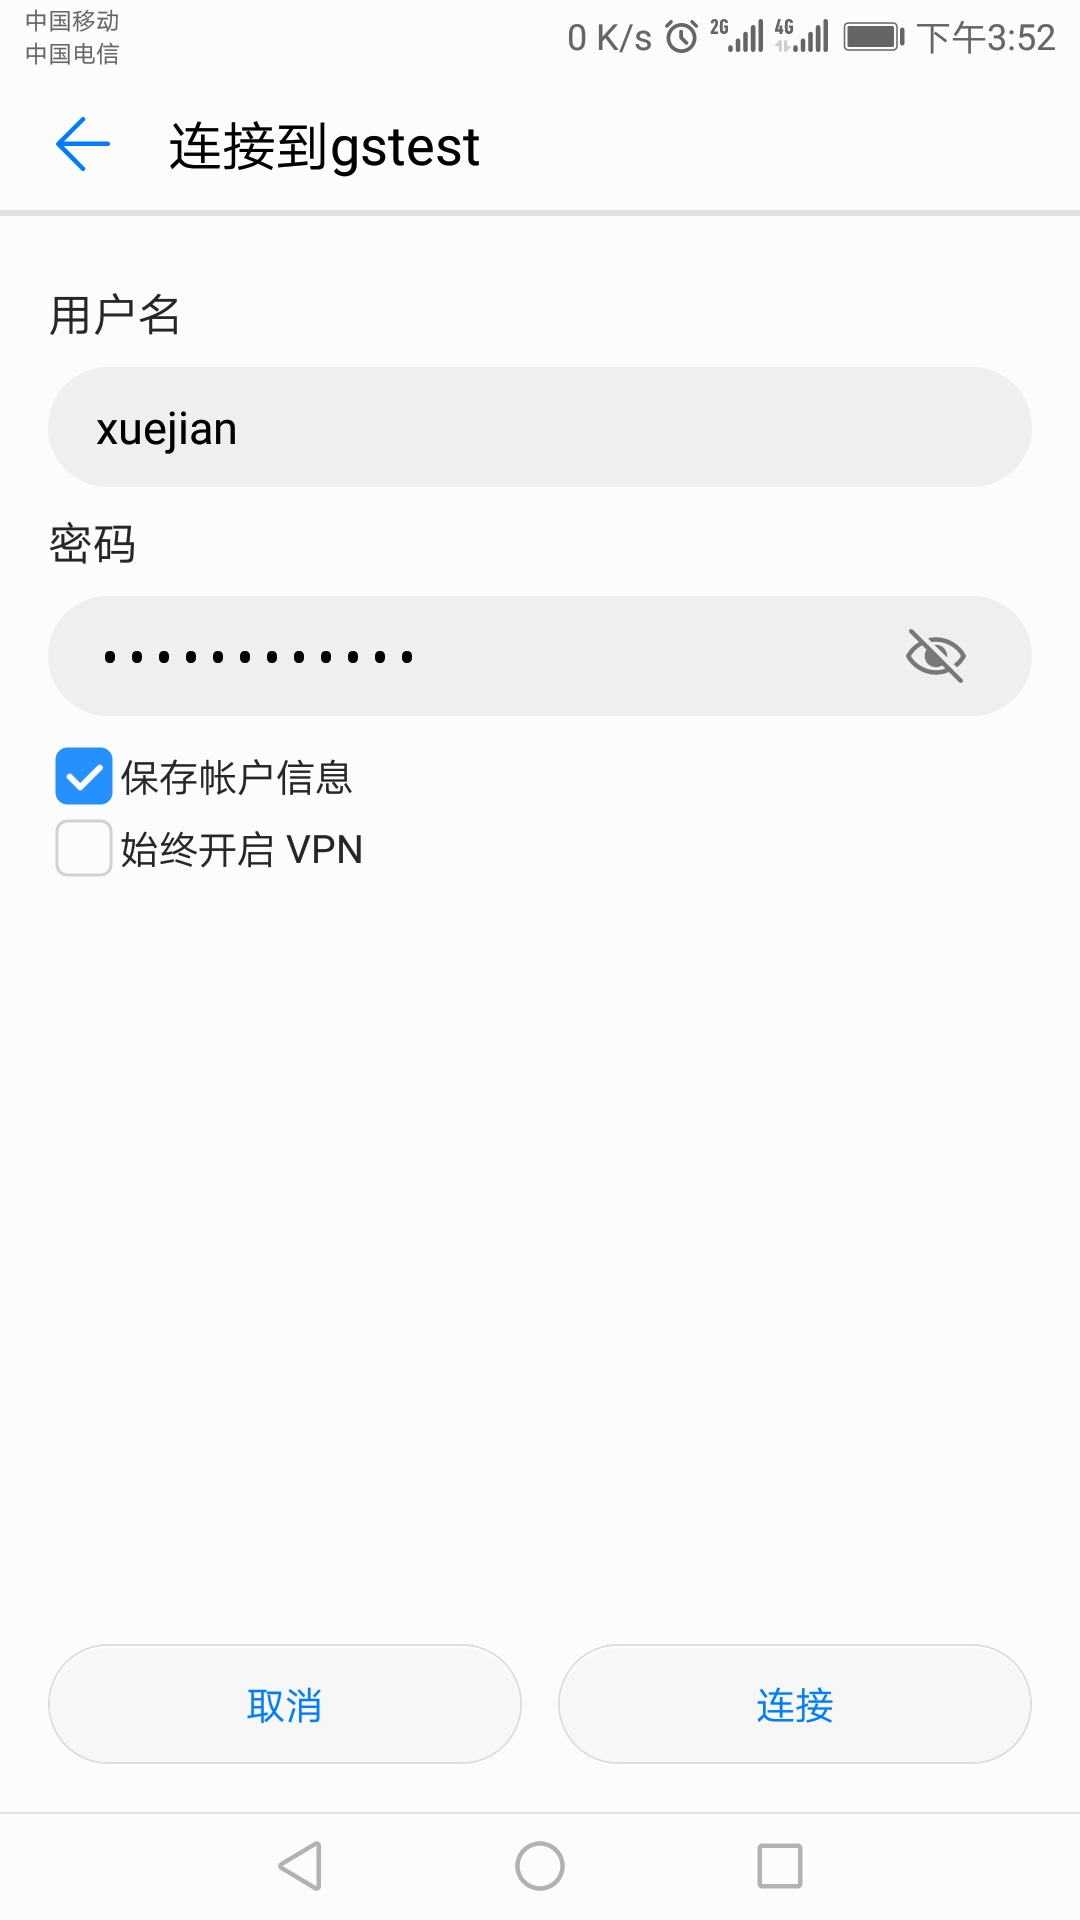 中国移动
中国电信
0 K/s 2G 4G 下午3:52
连接到gstest
用户名
xuejian
密码
••••••••••••
保存帐户信息
始终开启 VPN
取消 连接